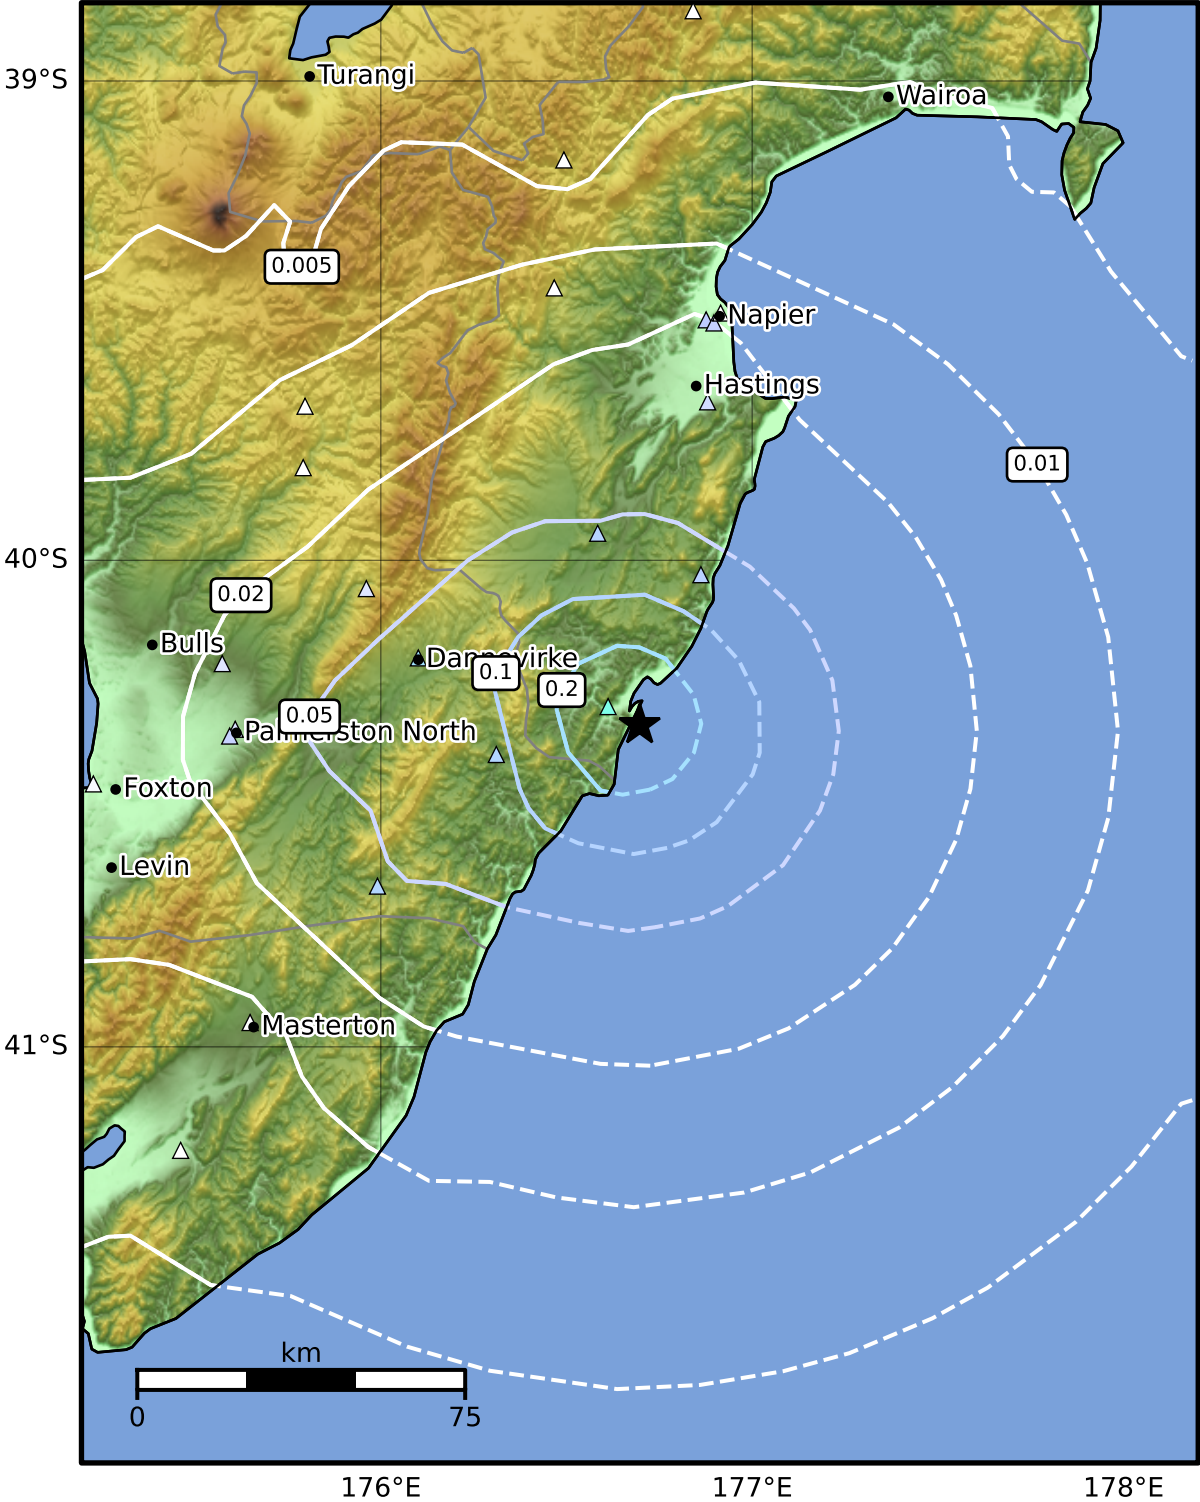 Turangi
39°S
Wairoa
0.005
Napier
Hastings
0.01
40°S
0.02
Bulls
Dannevirke
0.1
0.2
0.05
Palmerston North
Foxton
Levin
Masterton
41°S
km
0 75
176°E 177°E 178°E